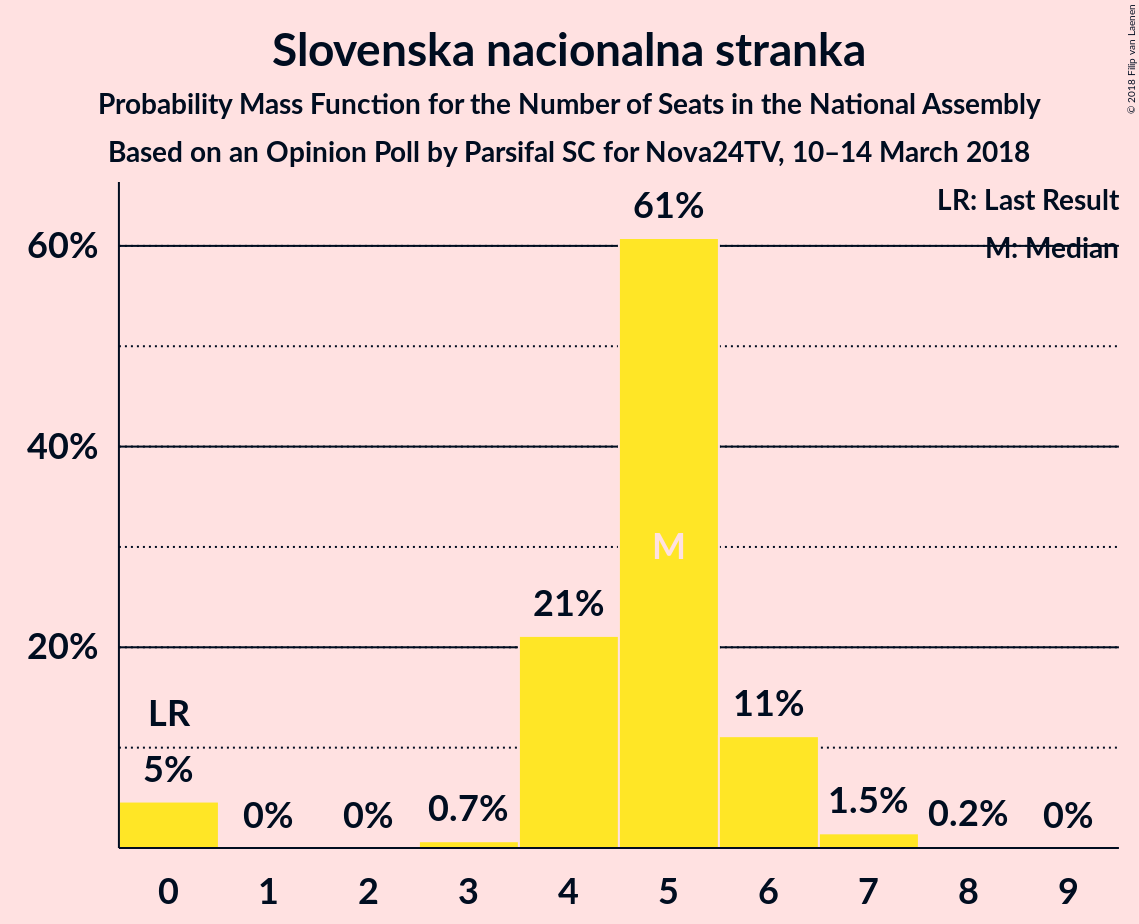 Slovenska nacionalna stranka
Probability Mass Function for the Number of Seats in the National Assembly
Based on an Opinion Poll by Parsifal SC for Nova24TV, 10–14 March 2018
© 2018 Filip van Laenen
LR: Last Result
M: Median
61%
60%
40%
M
21%
20%
LR
11%
5%
0%
0%
0.7%
1.5%
0.2%
0%
0 1 2 3 4 5 6 7 8 9